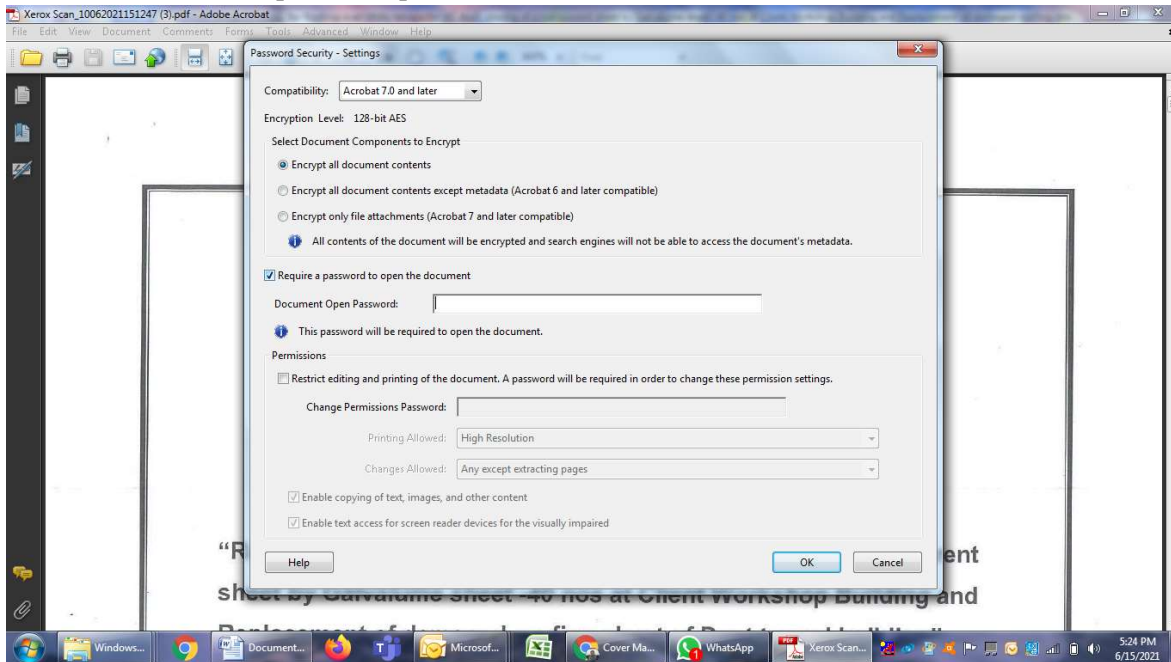 Xerox Scan_10062021151247 (3).pdf - Adobe Acrobat
File Edit View Document Comments Forms Tools Advanced Window Help
Password Security - Settings
Compatibility: Acrobat 7.0 and later
Encryption Level: 128-bit AES
Select Document Components to Encrypt
Encrypt all document contents
Encrypt all document contents except metadata (Acrobat 6 and later compatible)
Encrypt only file attachments (Acrobat 7 and later compatible)
All contents of the document will be encrypted and search engines will not be able to access the document's metadata.
Require a password to open the document
Document Open Password:
This password will be required to open the document.
Permissions
Restrict editing and printing of the document. A password will be required in order to change these permission settings.
Change Permissions Password:
Printing Allowed: High Resolution
Changes Allowed: Any except extracting pages
Enable copying of text, images, and other content
Enable text access for screen reader devices for the visually impaired
Help OK Cancel
“R ent
sheet by Galvalume sheet -40 nos at Client Workshop Building and
Windows... Document... Microsof... Cover Ma... WhatsApp Xerox Scan... 5:24 PM
6/15/2021